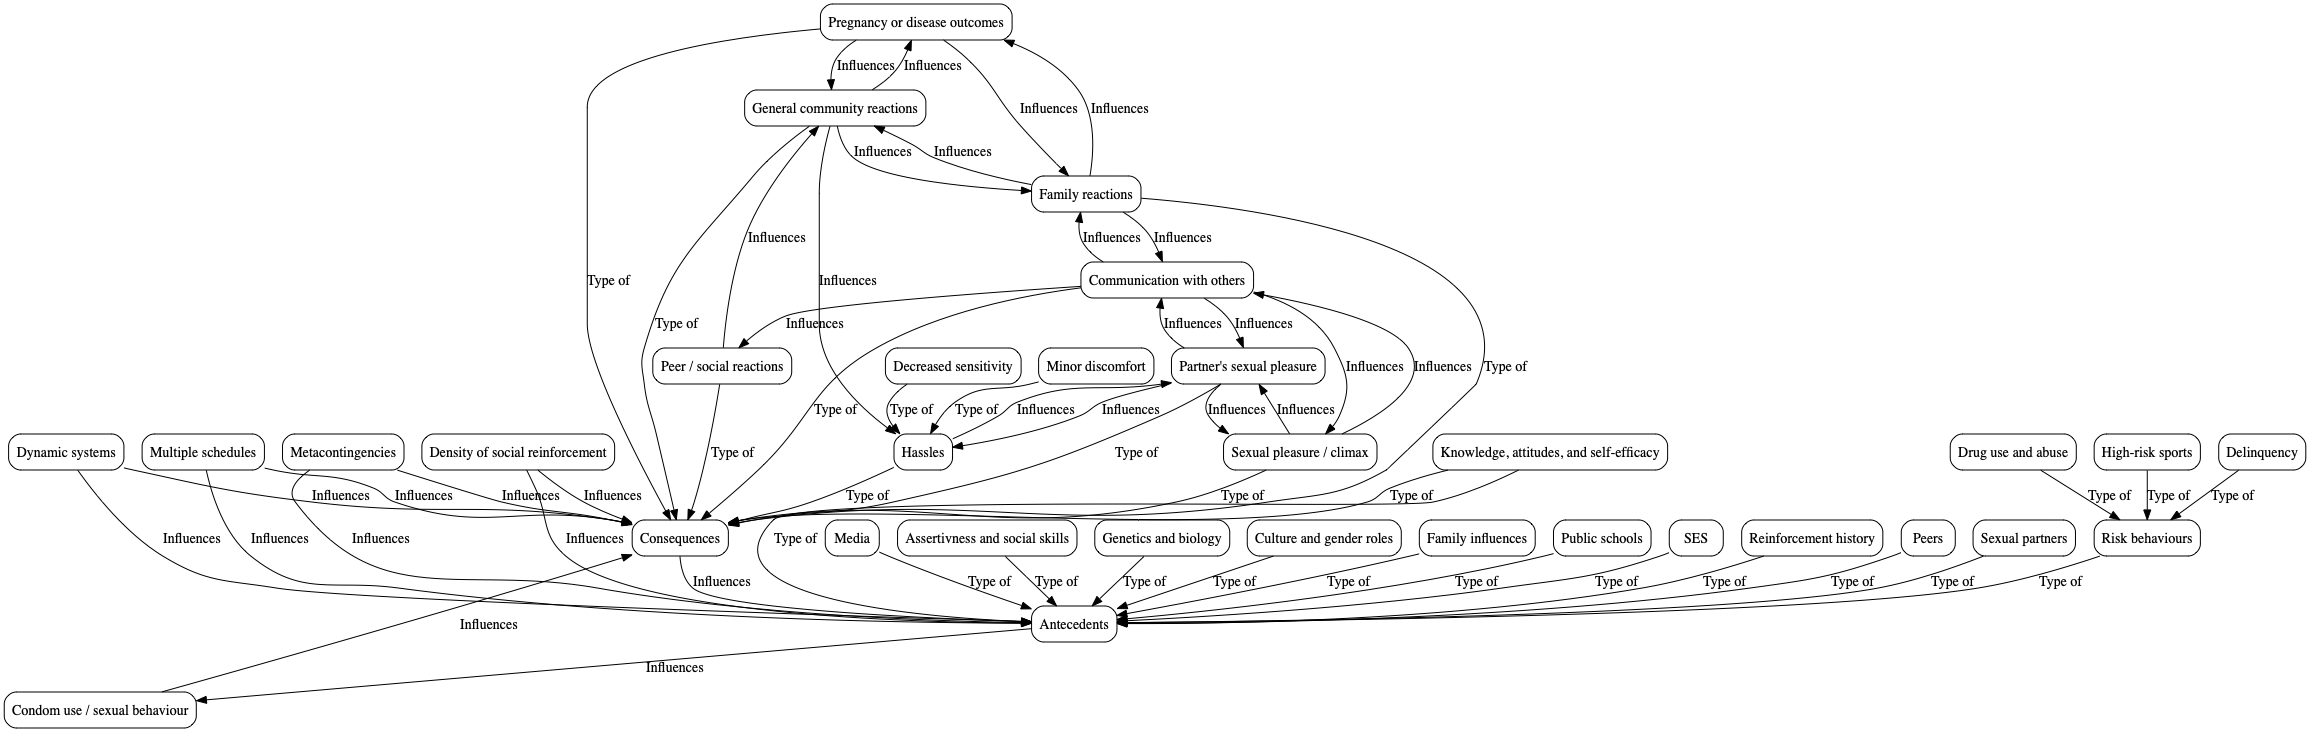 Pregnancy or disease outcomes
Influences
Influences
General community reactions
Influences
Influences
Influences
Influences
Family reactions
Influences
Influences
Influences
Type of
Communication with others
Influences
Type of
Influences
Influences
Influences
Peer / social reactions
Decreased sensitivity
Minor discomfort
Partner's sexual pleasure
Influences
Influences
Type of
Type of
Type of
Type of
Influences
Influences
Influences
Influences
Dynamic systems
Multiple schedules
Metacontingencies
Density of social reinforcement
Type of
Hassles
Type of
Sexual pleasure / climax
Knowledge, attitudes, and self-efficacy
Drug use and abuse
High-risk sports
Delinquency
Influences
Influences
Influences
Influences
Type of
Type of
Type of
Type of
Type of
Type of
Influences
Influences
Influences
Influences
Consequences
Type of
Media
Assertivness and social skills
Genetics and biology
Culture and gender roles
Family influences
Public schools
SES
Reinforcement history
Peers
Sexual partners
Risk behaviours
Influences
Type of
Type of
Type of
Type of
Type of
Type of
Type of
Type of
Type of
Type of
Type of
Influences
Antecedents
Influences
Condom use / sexual behaviour